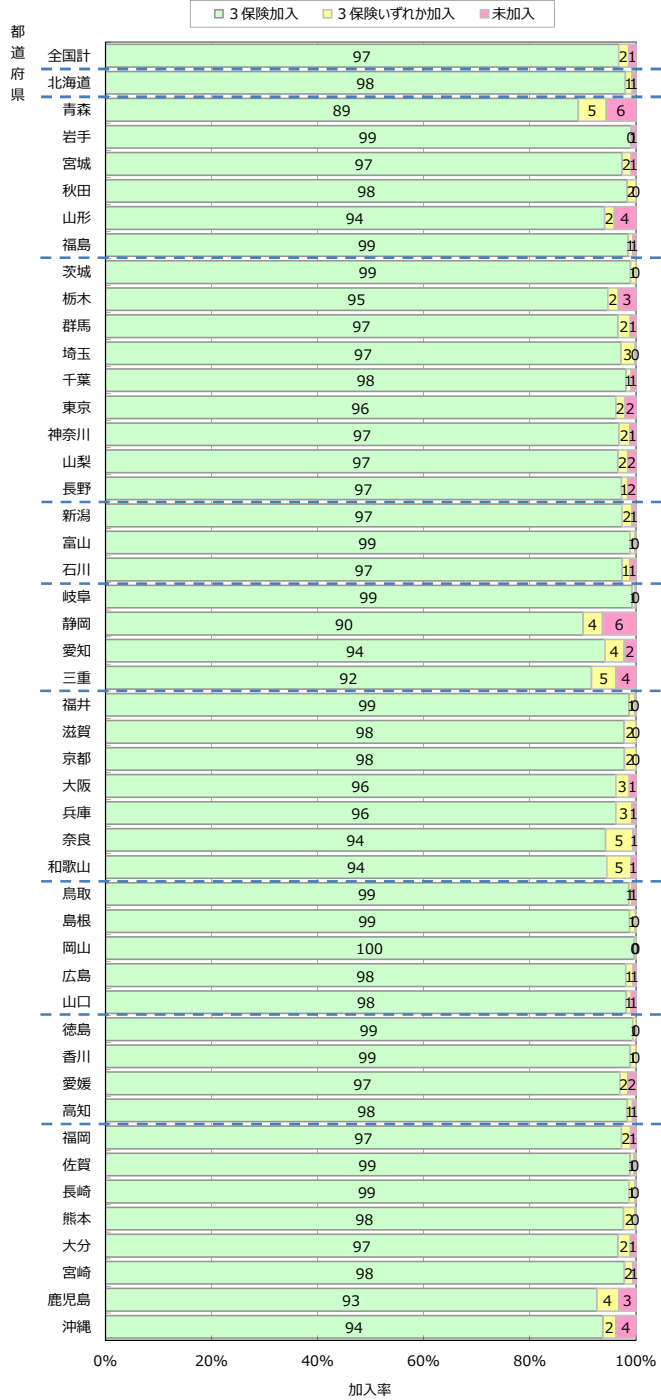 ３保険加入 ３保険いずれか加入 未加入
都道府県
全国計 97 2 1
北海道 98 1 1
青森 89 5 6
岩手 99 0 1
宮城 97 2 1
秋田 98 2 0
山形 94 2 4
福島 99 1 1
茨城 99 1 0
栃木 95 2 3
群馬 97 2 1
埼玉 97 3 0
千葉 98 1 1
東京 96 2 2
神奈川 97 2 1
山梨 97 2 2
長野 97 1 2
新潟 97 2 1
富山 99 1 0
石川 97 1 1
岐阜 99 1 0
静岡 90 4 6
愛知 94 4 2
三重 92 5 4
福井 99 1 0
滋賀 98 2 0
京都 98 2 0
大阪 96 3 1
兵庫 96 3 1
奈良 94 5 1
和歌山 94 5 1
鳥取 99 1 1
島根 99 1 0
岡山 100 0 0
広島 98 1 1
山口 98 1 1
徳島 99 1 0
香川 99 1 0
愛媛 97 2 2
高知 98 1 1
福岡 97 2 1
佐賀 99 1 0
長崎 99 1 0
熊本 98 2 0
大分 97 2 1
宮崎 98 2 1
鹿児島 93 4 3
沖縄 94 2 4
0% 20% 40% 60% 80% 100%
加入率